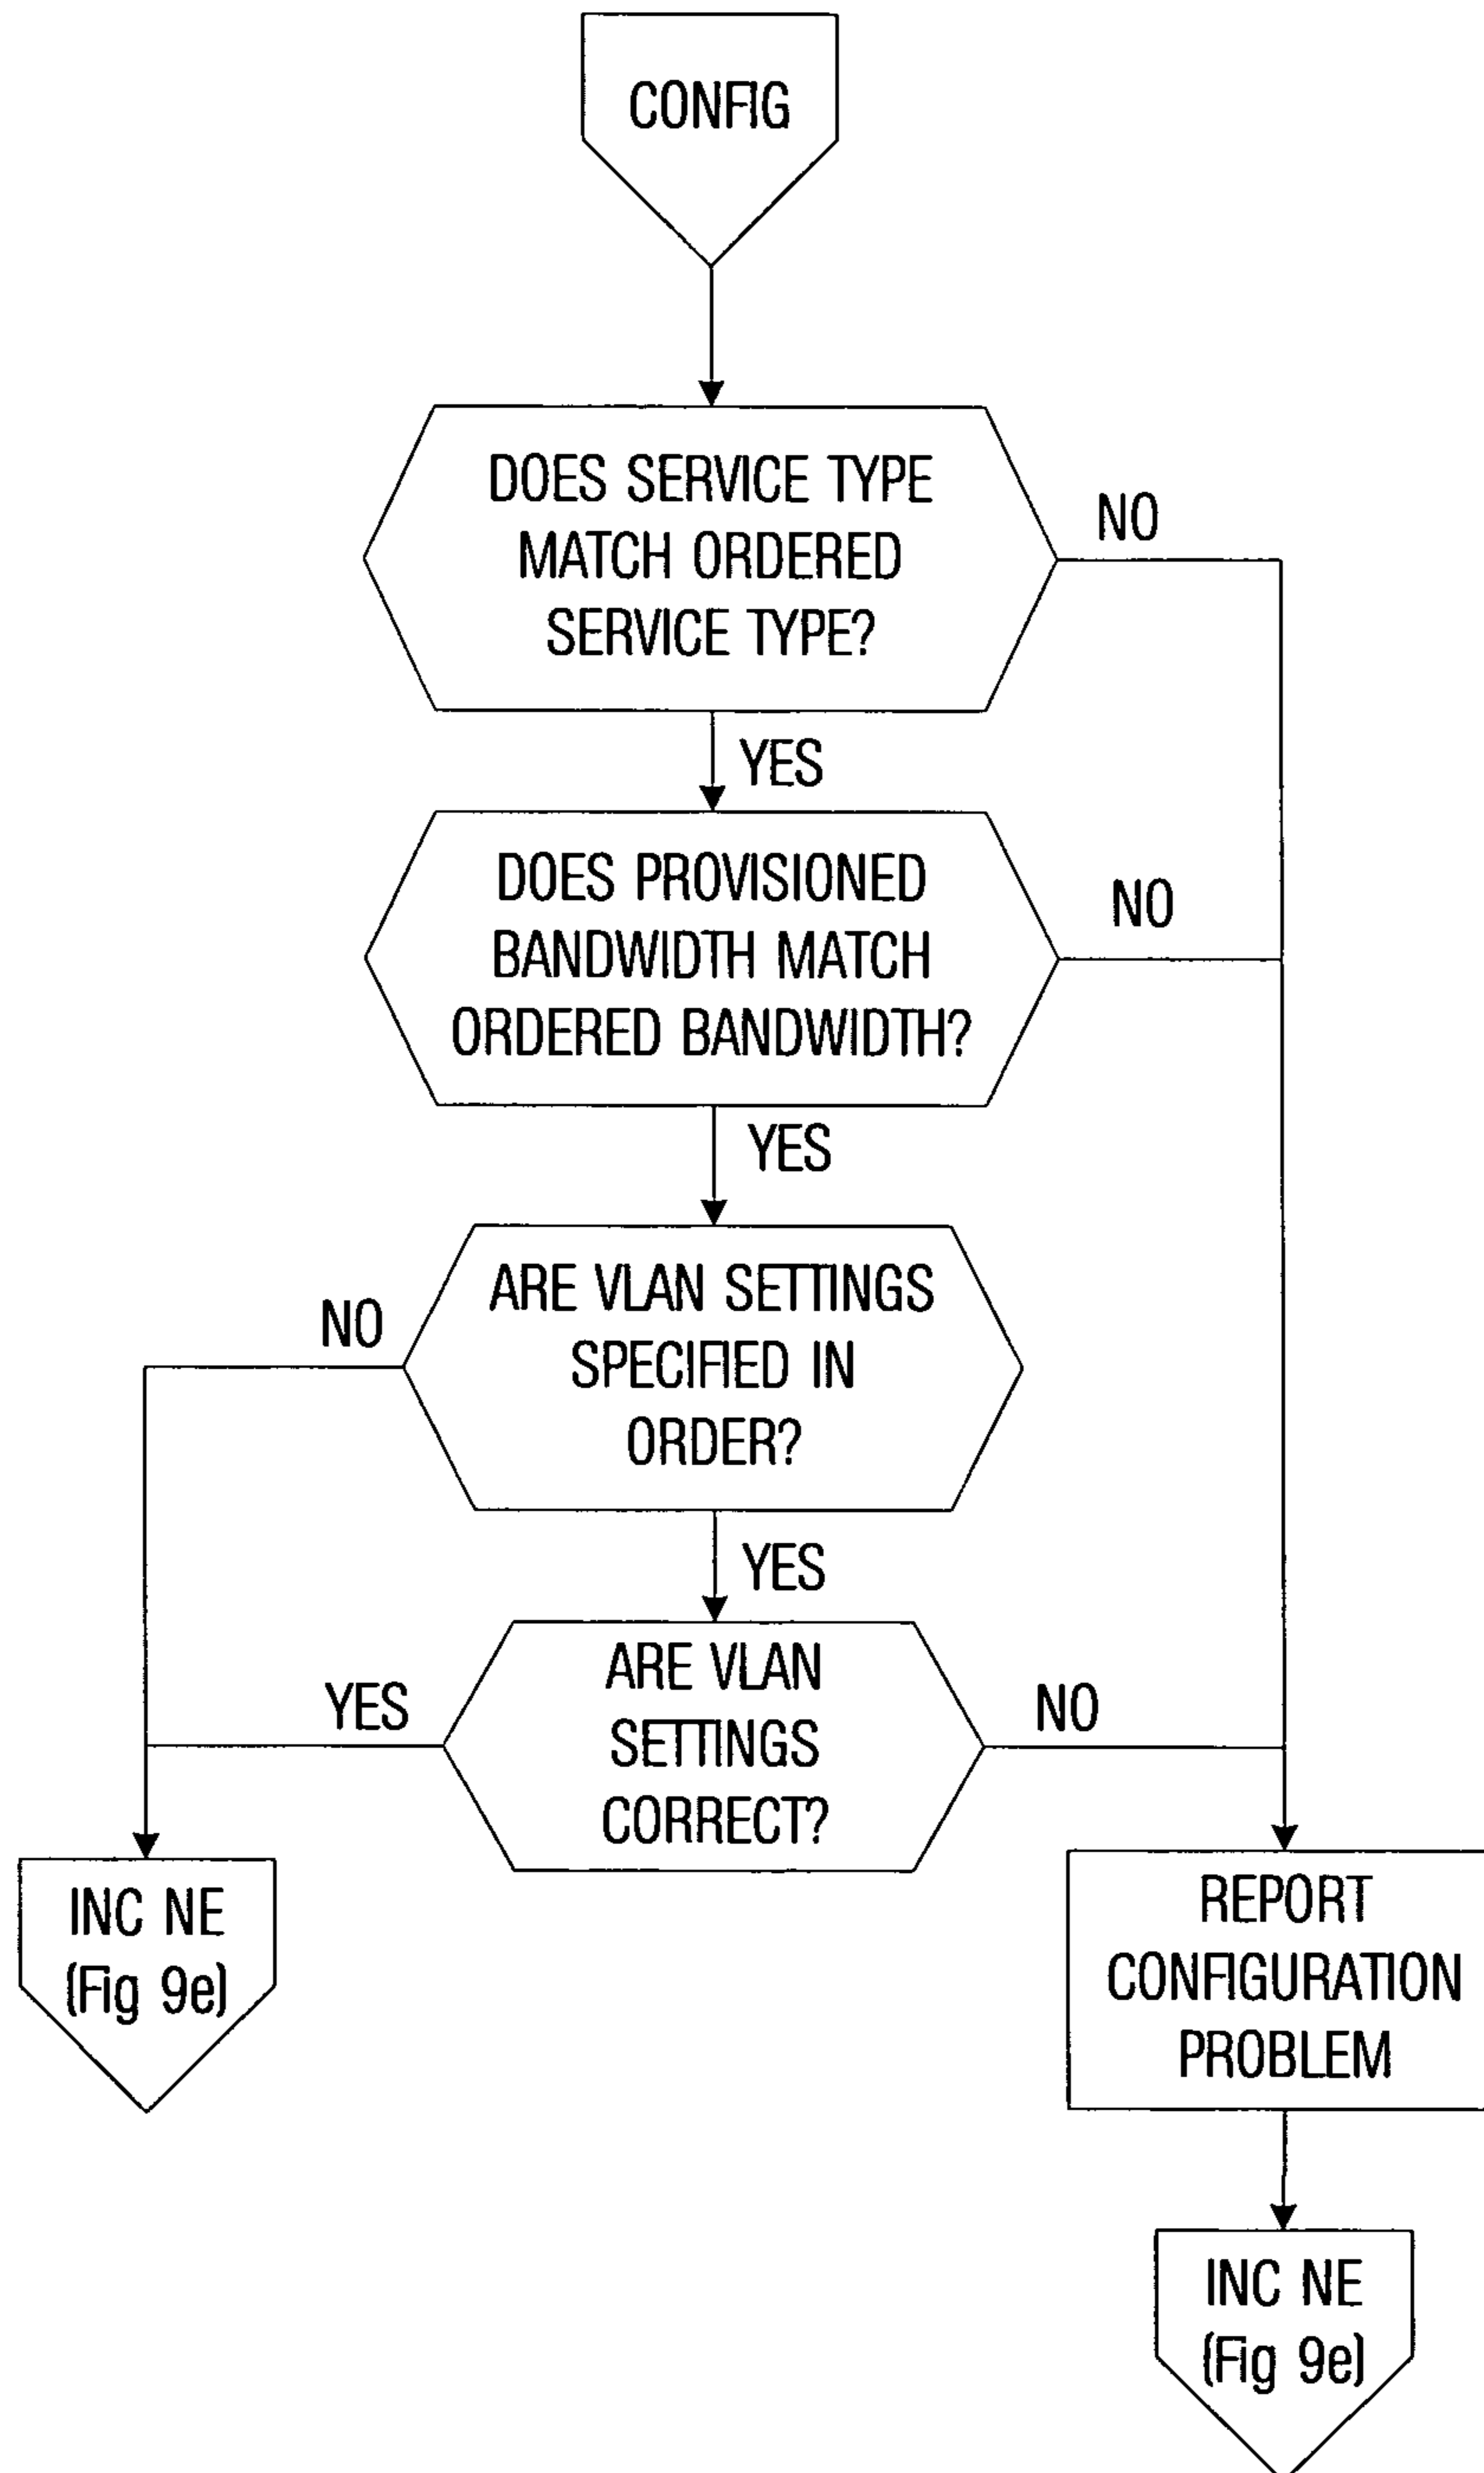 CONFIG
DOES SERVICE TYPE
MATCH ORDERED
SERVICE TYPE?
NO
YES
DOES PROVISIONED
BANDWIDTH MATCH
ORDERED BANDWIDTH?
NO
YES
ARE VLAN SETTINGS
SPECIFIED IN
ORDER?
NO
YES
ARE VLAN
SETTINGS
CORRECT?
YES
NO
INC NE
(Fig 9e)
REPORT
CONFIGURATION
PROBLEM
INC NE
(Fig 9e)